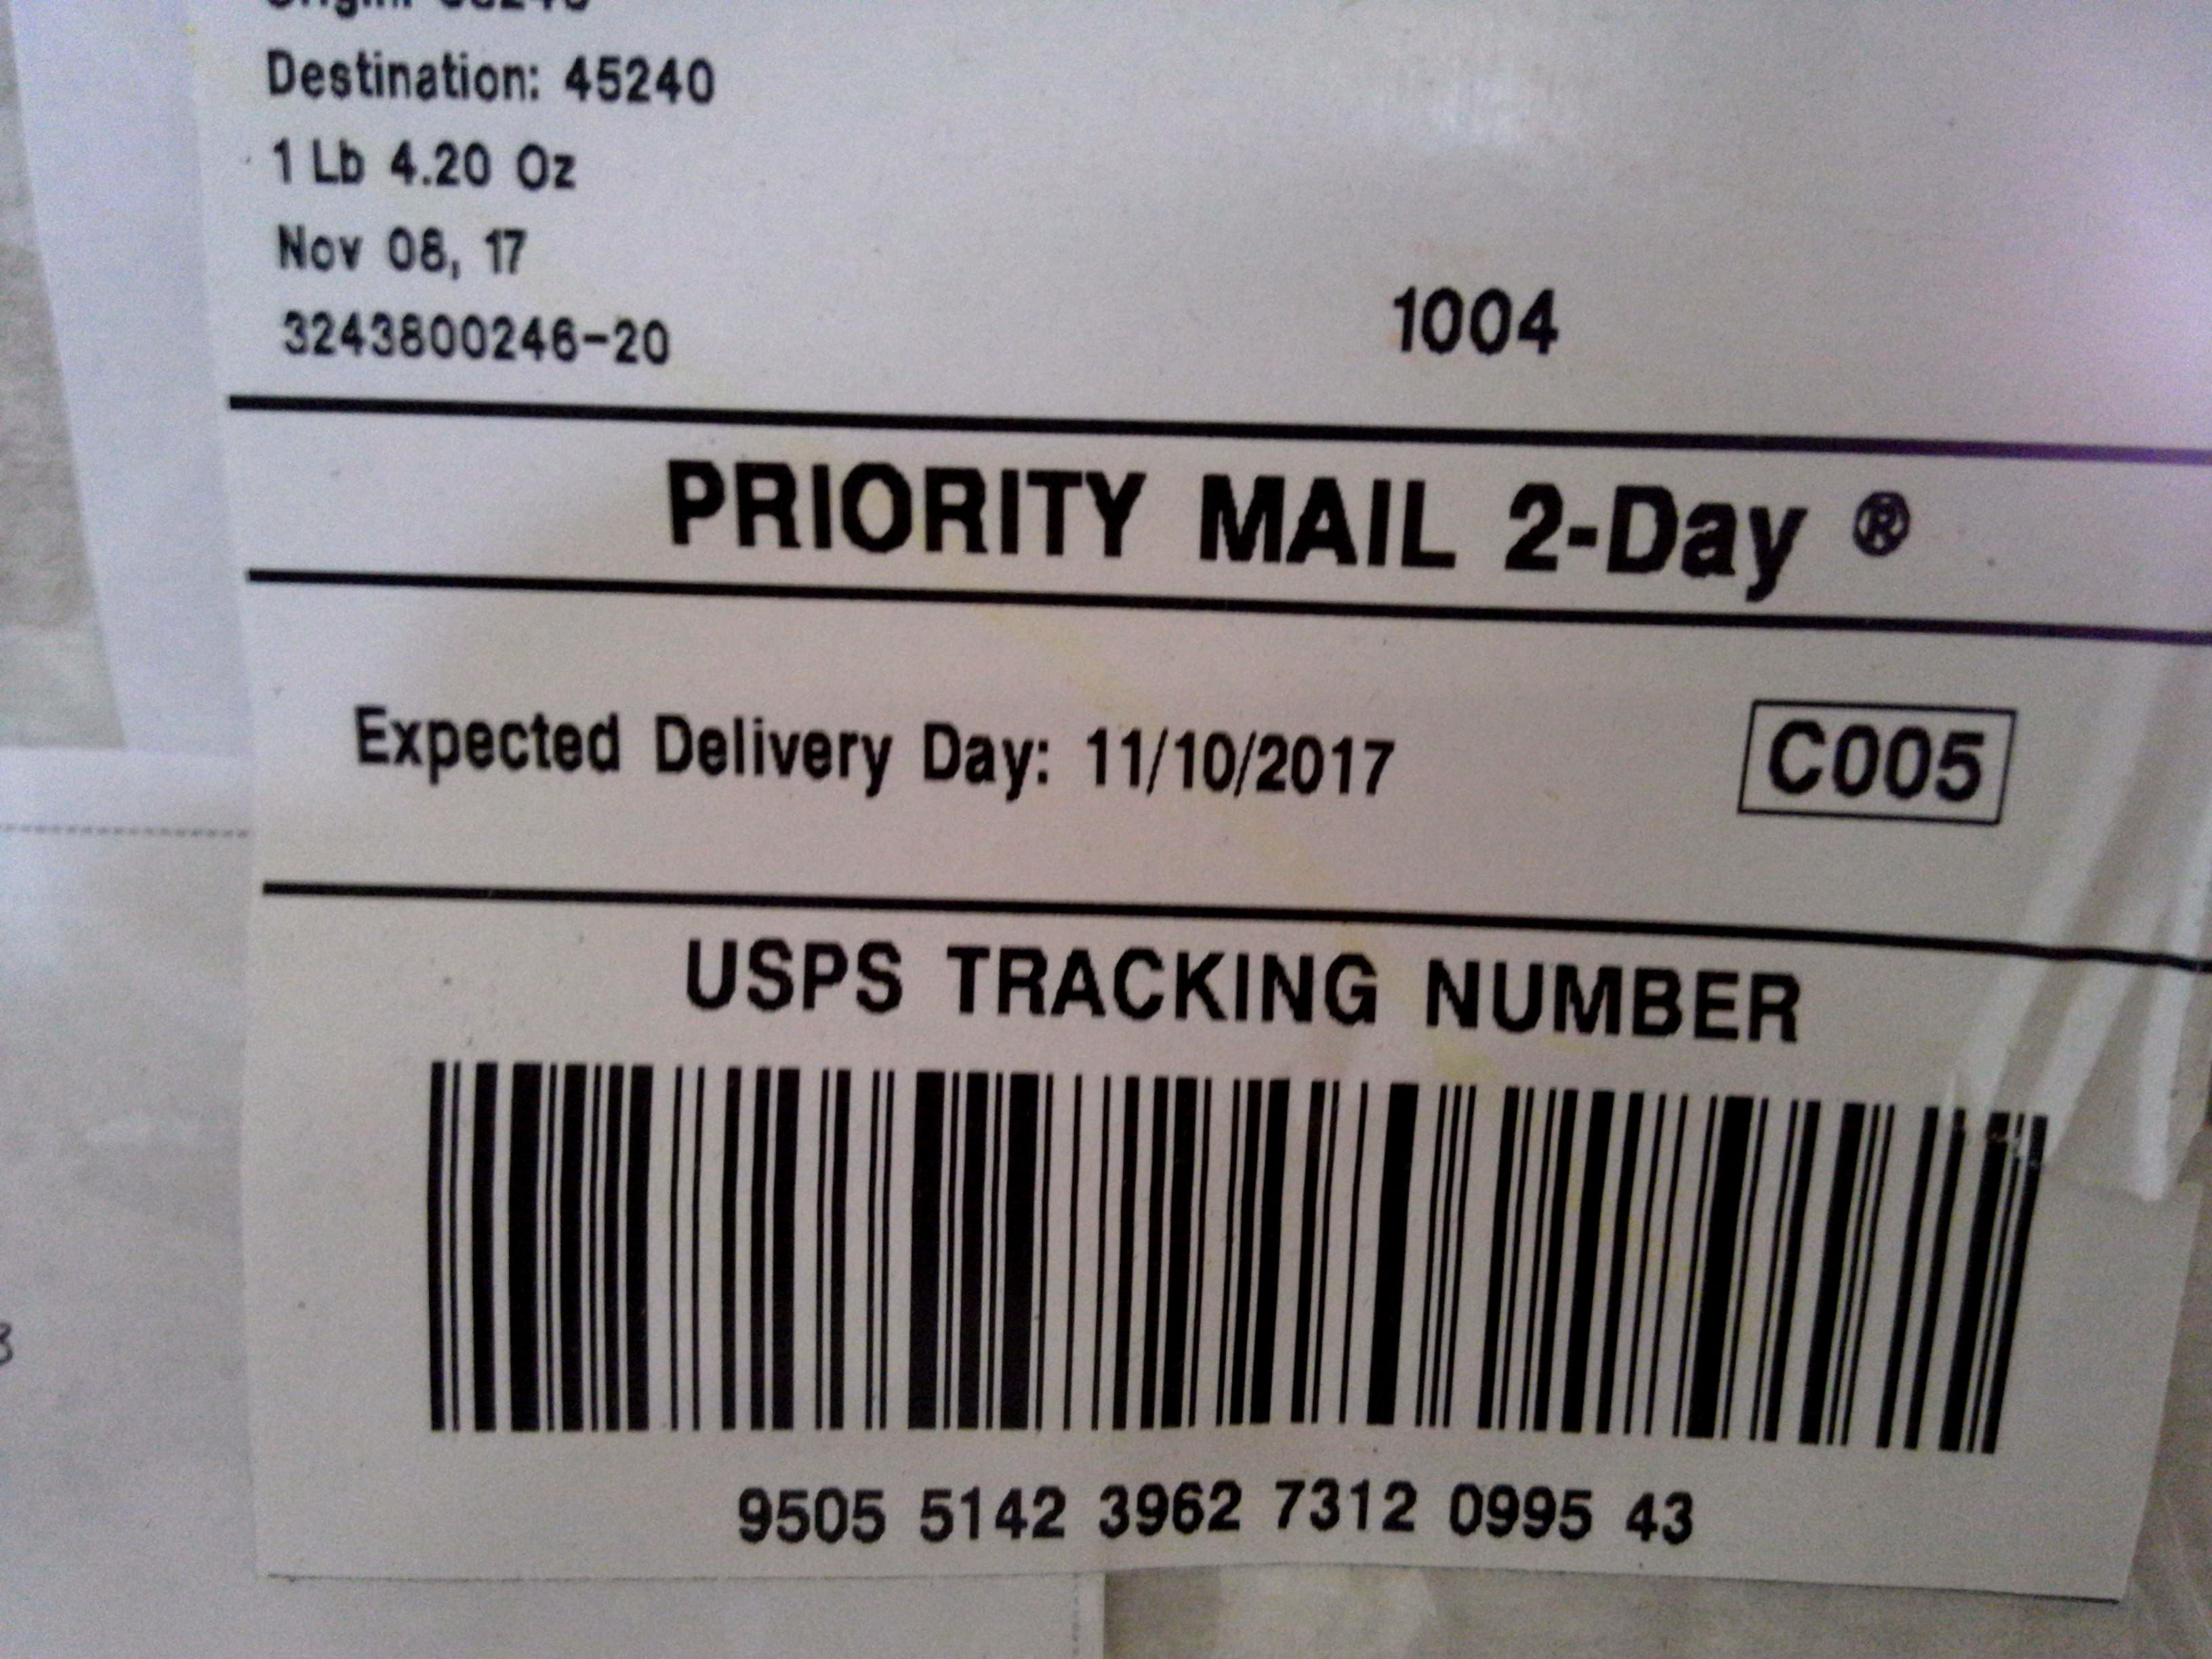 Destination: 45240
1 Lb 4.20 Oz
Nov 08, 17
3243800246-20
1004
PRIORITY MAIL 2-Day ®
Expected Delivery Day: 11/10/2017
C005
USPS TRACKING NUMBER
9505 5142 3962 7312 0995 43